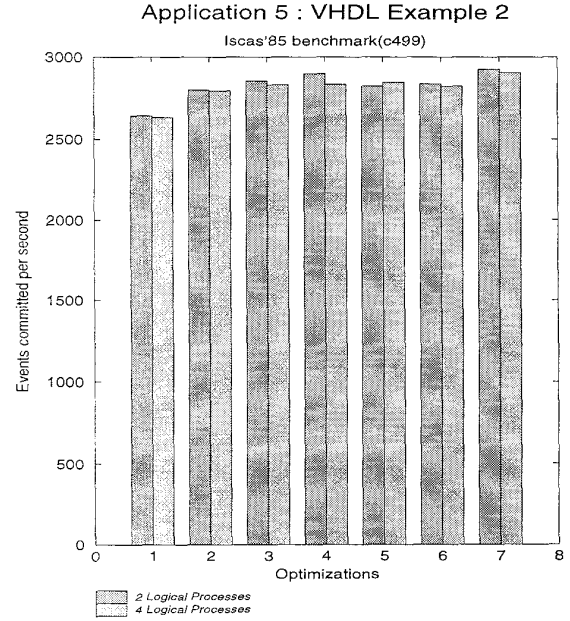 Application 5 : VHDL Example 2
Iscas'85 benchmark(c499)
3000
2500
2000
1500
1000
500
0
Events committed per second
0 1 2 3 4 5 6 7 8
Optimizations
2 Logical Processes
4 Logical Processes